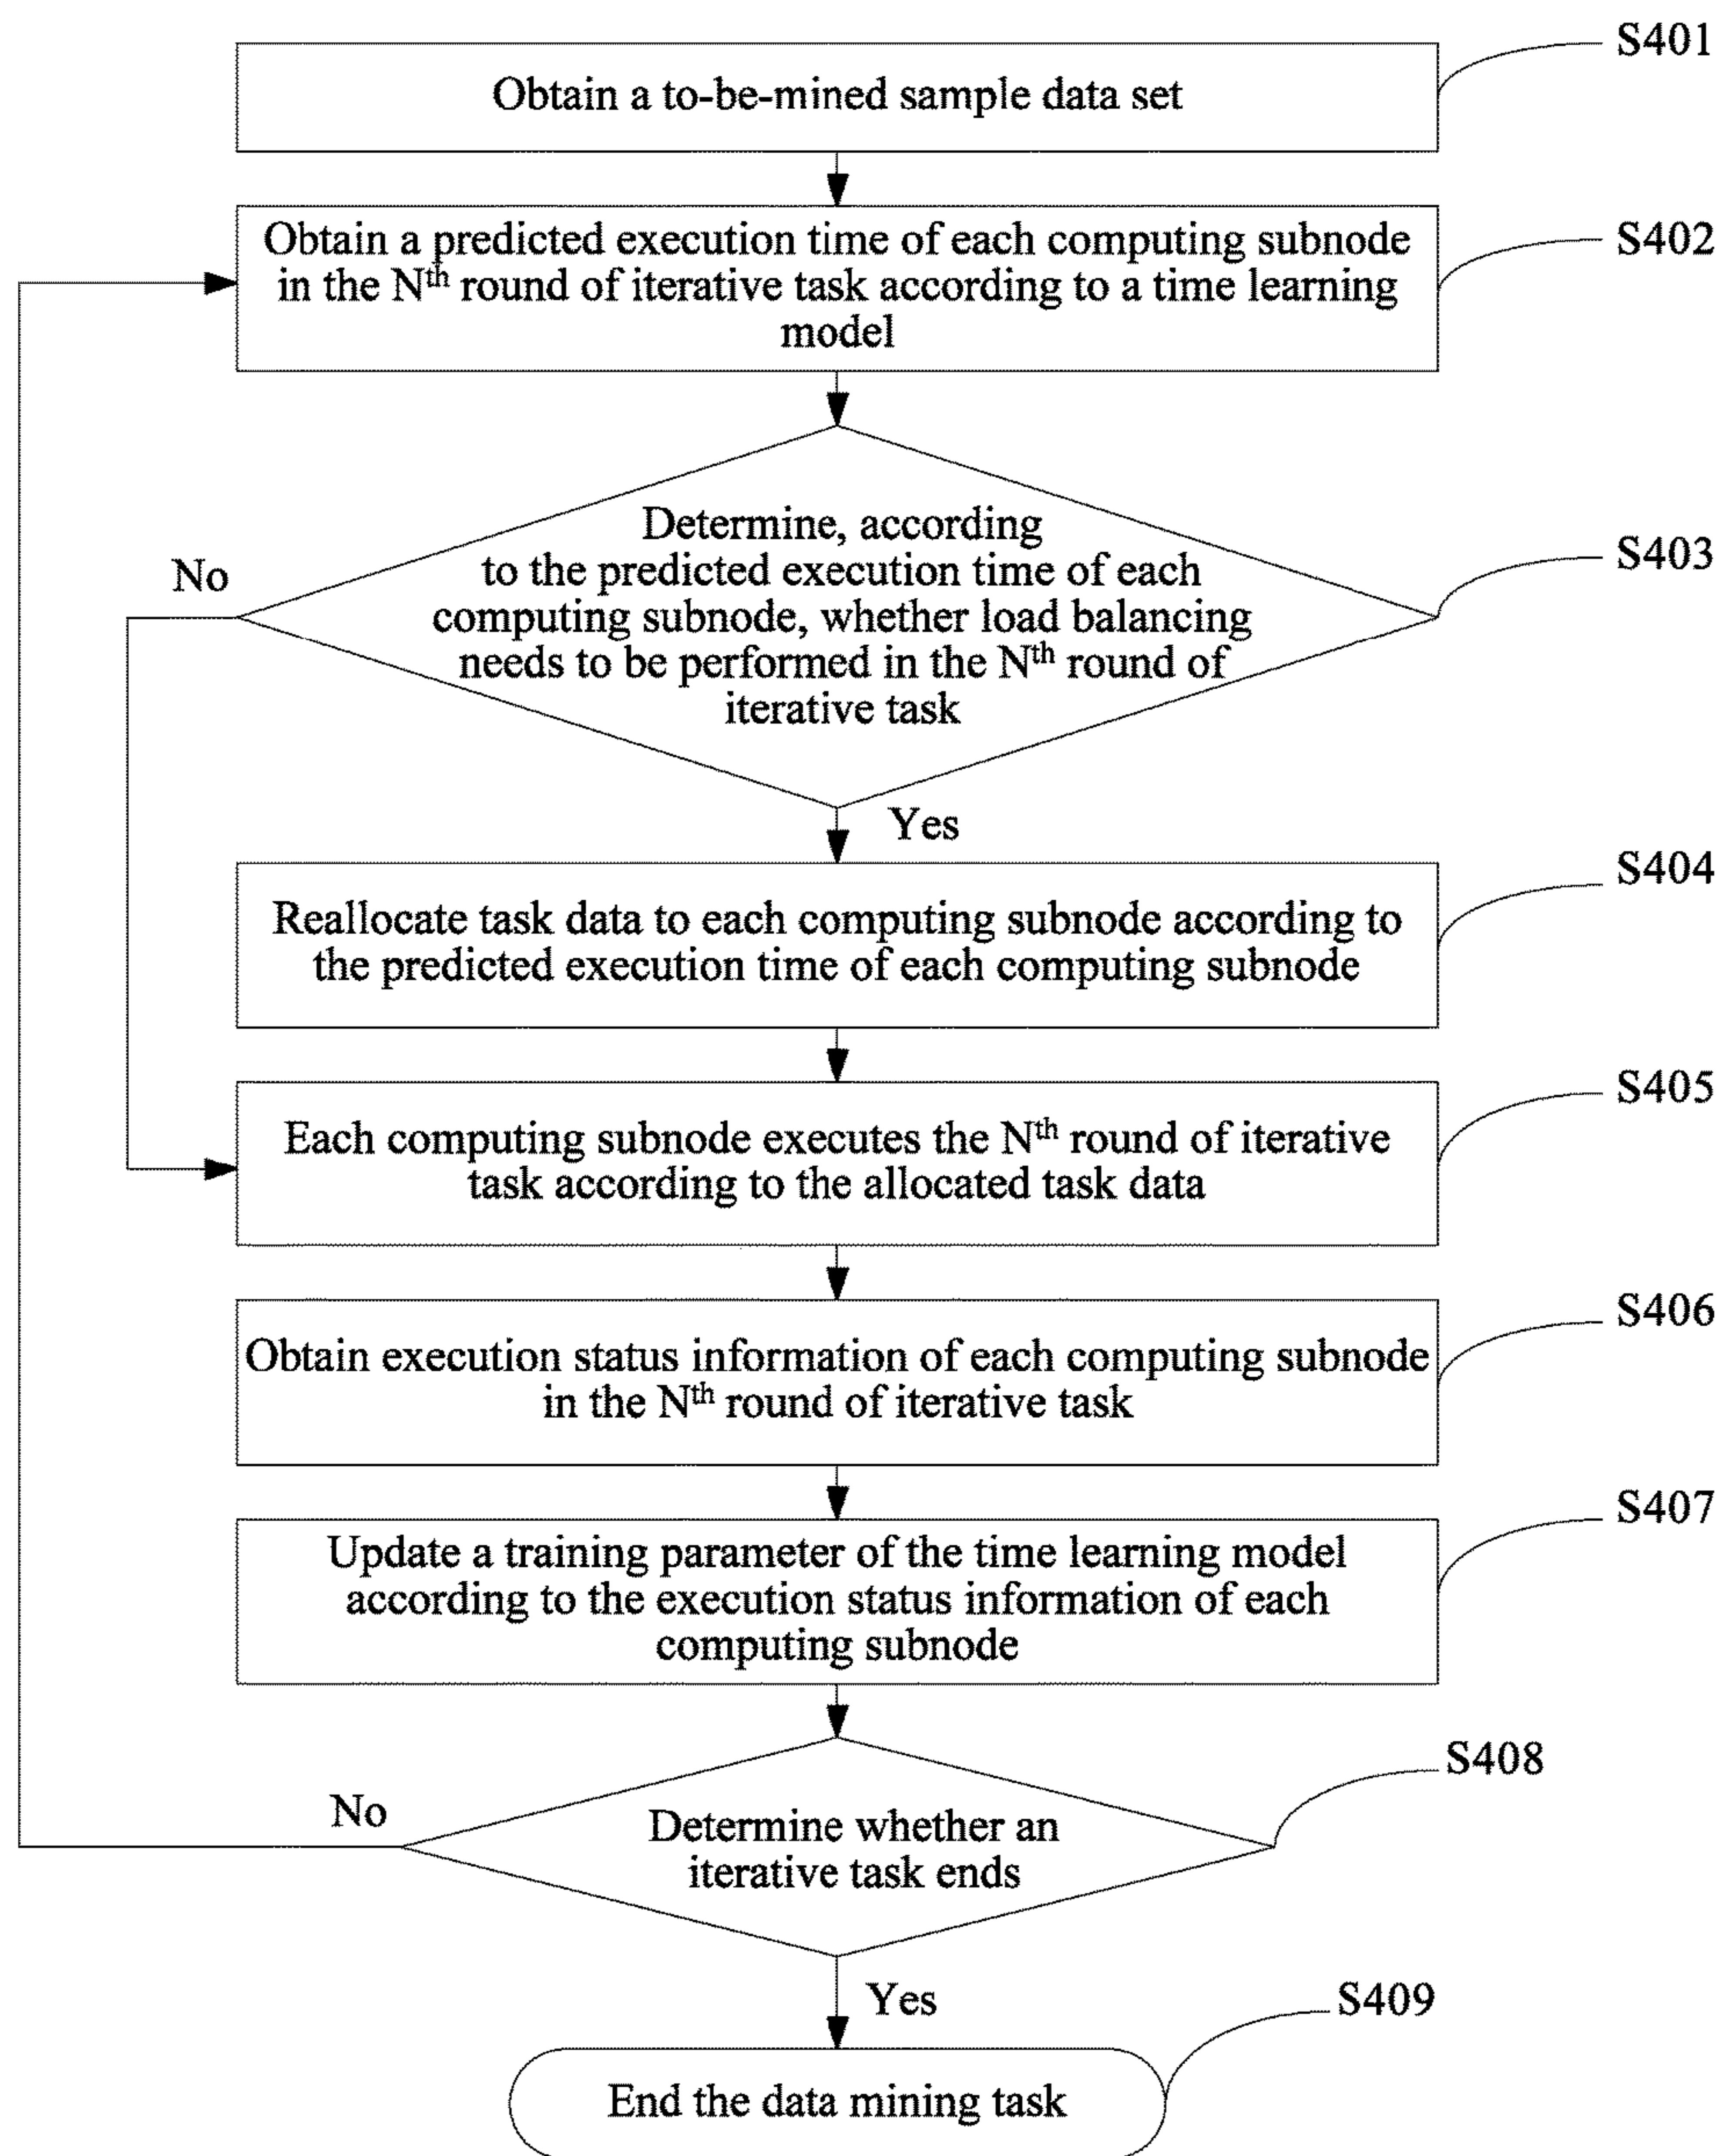 S401
Obtain a to-be-mined sample data set
Obtain a predicted execution time of each computing subnode
in the Nth round of iterative task according to a time learning
model
S402
Determine, according
to the predicted execution time of each
computing subnode, whether load balancing
needs to be performed in the Nth round of
iterative task
S403
No
Yes
S404
Reallocate task data to each computing subnode according to
the predicted execution time of each computing subnode
S405
Each computing subnode executes the Nth round of iterative
task according to the allocated task data
S406
Obtain execution status information of each computing subnode
in the Nth round of iterative task
S407
Update a training parameter of the time learning model
according to the execution status information of each
computing subnode
S408
No
Determine whether an
iterative task ends
Yes
S409
End the data mining task